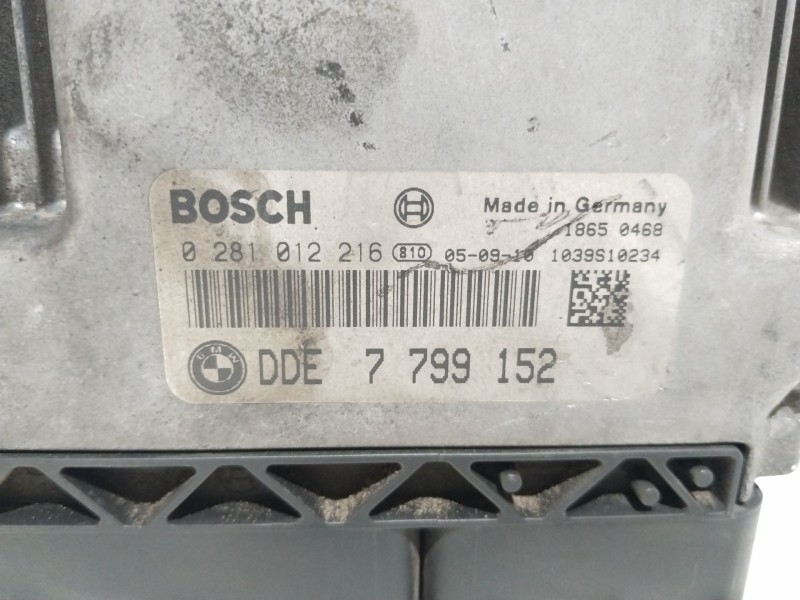 BOSCH
Made in Germany
1865 0468
0 281 012 216 810 05-09-10 1039S10234
BMW
DDE 7 799 152